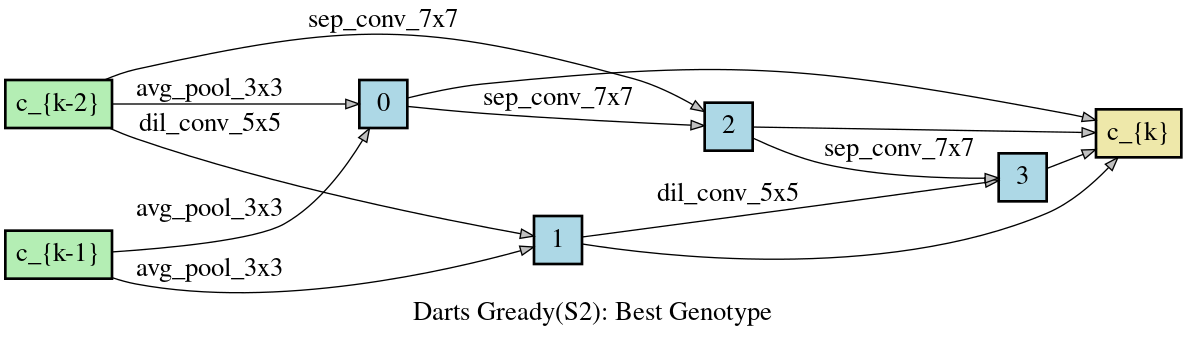 sep_conv_7x7
c_{k-2}
avg_pool_3x3
0
sep_conv_7x7
2
c_{k}
dil_conv_5x5
sep_conv_7x7
3
dil_conv_5x5
avg_pool_3x3
c_{k-1}
1
avg_pool_3x3
Darts Gready(S2): Best Genotype